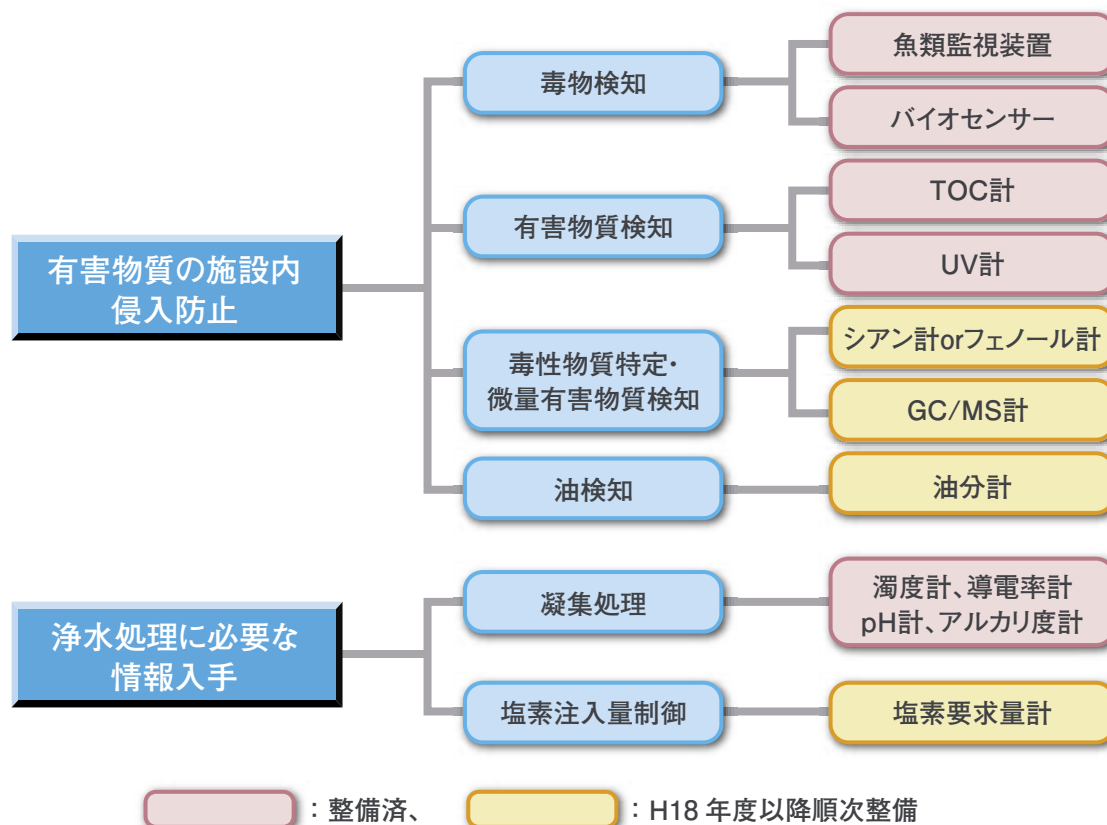 有害物質の施設内
侵入防止
毒物検知
魚類監視装置
バイオセンサー
有害物質検知
TOC計
UV計
毒性物質特定・
微量有害物質検知
シアン計orフェノール計
GC/MS計
油検知
油分計
浄水処理に必要な
情報入手
凝集処理
濁度計、導電率計
pH計、アルカリ度計
塩素注入量制御
塩素要求量計
：整備済、 ：H18 年度以降順次整備